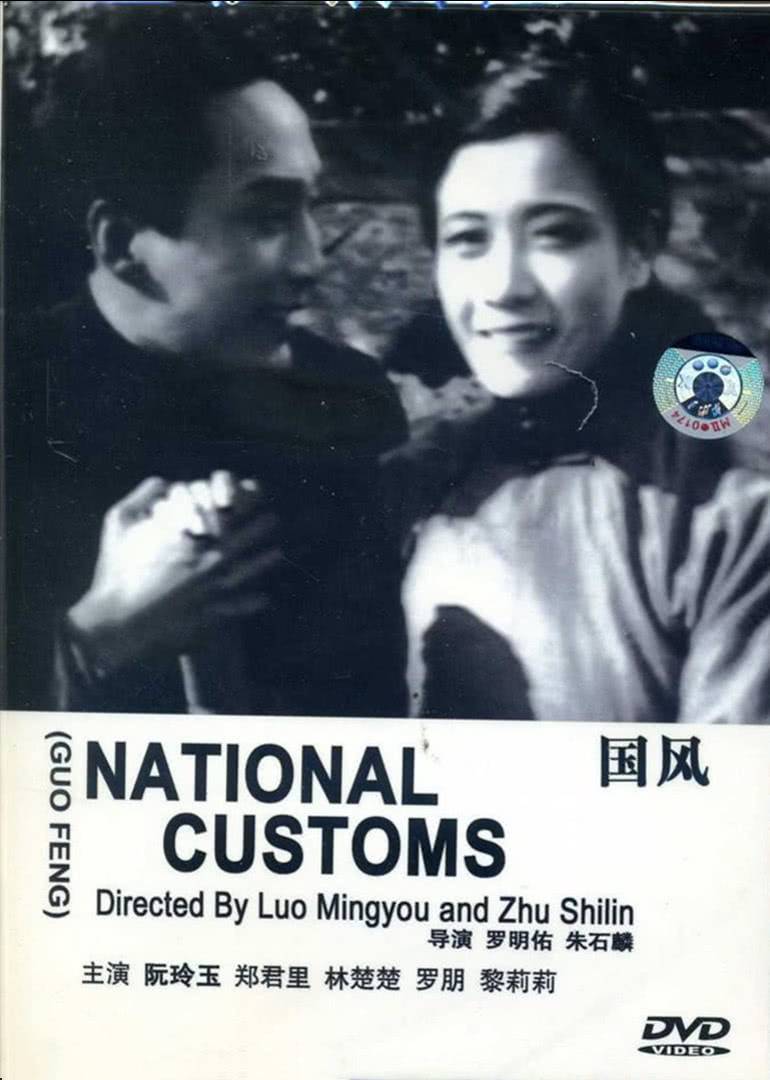 MⅡ●0174
(GUO FENG)
NATIONAL
CUSTOMS
国风
Directed By Luo Mingyou and Zhu Shilin
导演 罗明佑 朱石麟
主演 阮玲玉 郑君里 林楚楚 罗朋 黎莉莉
DVD
VIDEO